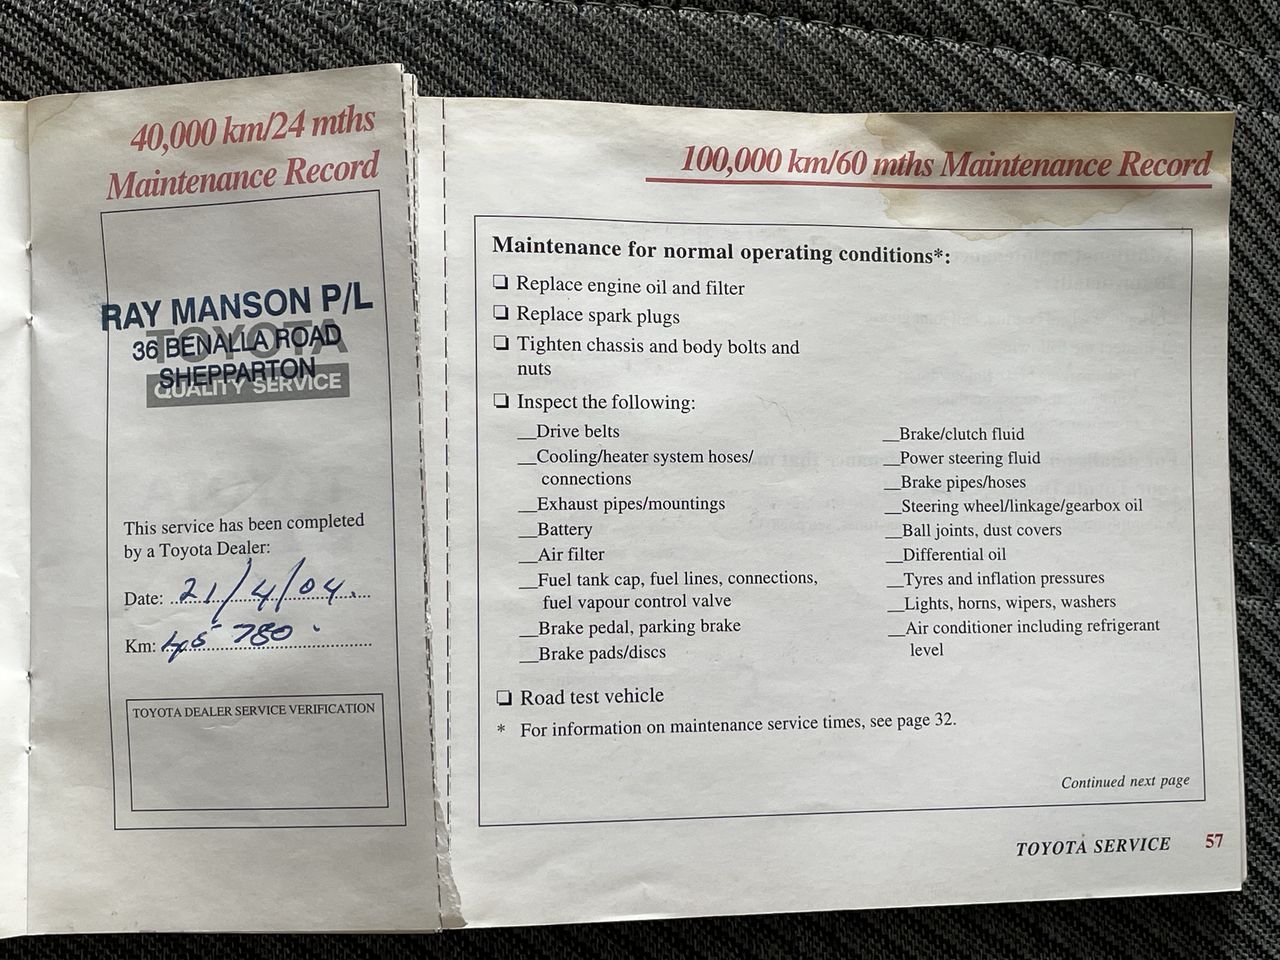 40,000 km/24 mths
Maintenance Record
RAY MANSON P/L
TOYOTA
36 BENALLA ROAD
SHEPPARTON
QUALITY SERVICE
This service has been completed
by a Toyota Dealer:
Date: 21/4/04.
Km: 45 780
TOYOTA DEALER SERVICE VERIFICATION
100,000 km/60 mths Maintenance Record
Maintenance for normal operating conditions*:
❏ Replace engine oil and filter
❏ Replace spark plugs
❏ Tighten chassis and body bolts and
nuts
❏ Inspect the following:
__Drive belts
__Cooling/heater system hoses/
connections
__Exhaust pipes/mountings
__Battery
__Air filter
__Fuel tank cap, fuel lines, connections,
fuel vapour control valve
__Brake pedal, parking brake
__Brake pads/discs
__Brake/clutch fluid
__Power steering fluid
__Brake pipes/hoses
__Steering wheel/linkage/gearbox oil
__Ball joints, dust covers
__Differential oil
__Tyres and inflation pressures
__Lights, horns, wipers, washers
__Air conditioner including refrigerant
level
❏ Road test vehicle
* For information on maintenance service times, see page 32.
Continued next page
TOYOTA SERVICE 57